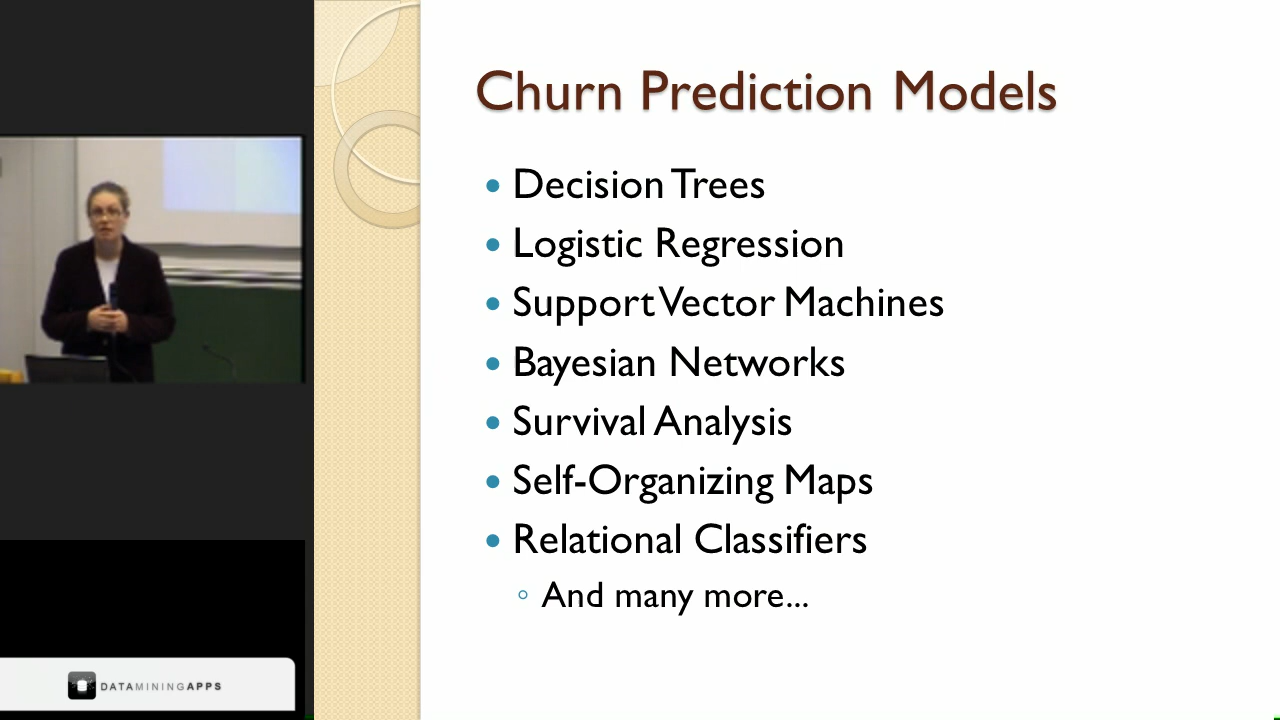 Churn Prediction Models
Decision Trees
Logistic Regression
Support Vector Machines
Bayesian Networks
Survival Analysis
Self-Organizing Maps
Relational Classifiers
And many more...
DATAMININGAPPS